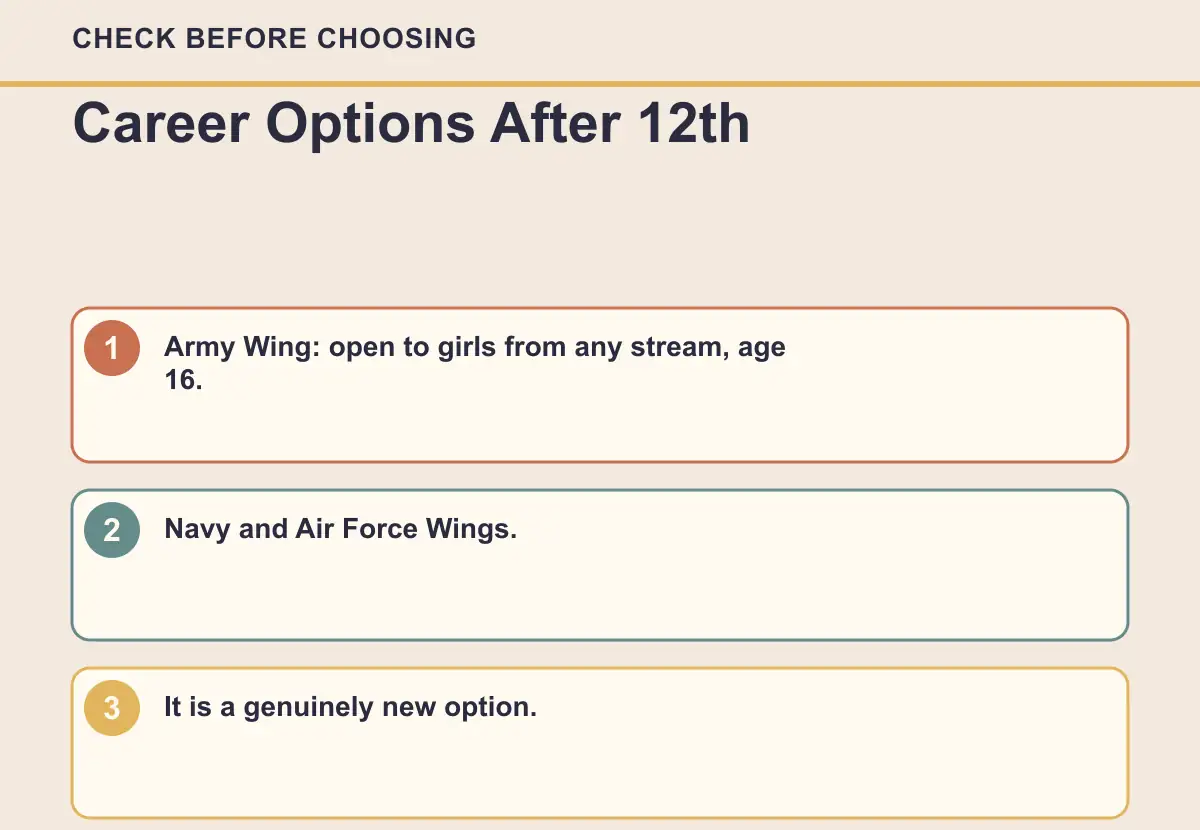 CHECK BEFORE CHOOSING
Career Options After 12th
1
Army Wing: open to girls from any stream, age
16.
2
Navy and Air Force Wings.
3
It is a genuinely new option.